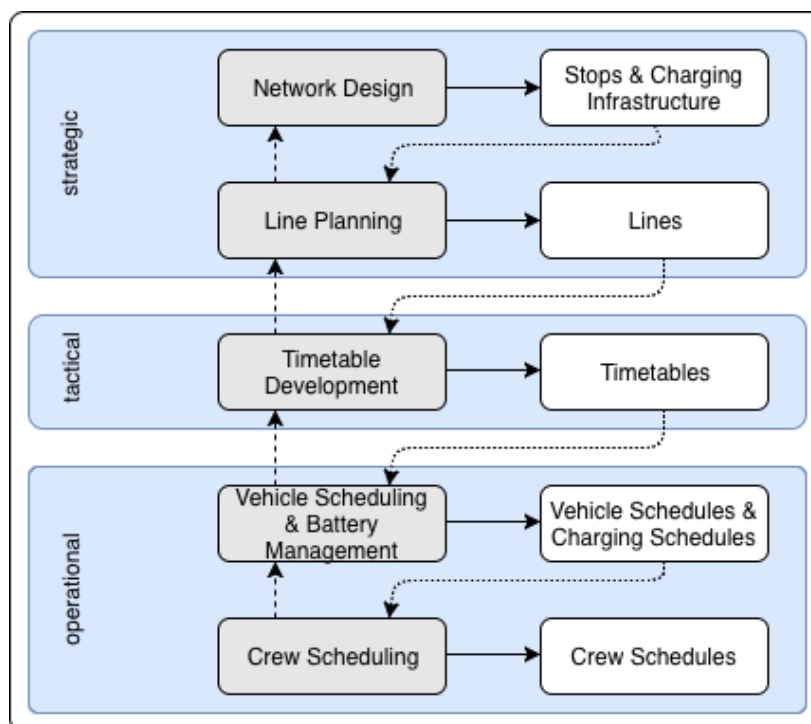 strategic
Network Design
Stops & Charging
Infrastructure
Line Planning
Lines
tactical
Timetable
Development
Timetables
operational
Vehicle Scheduling
& Battery
Management
Vehicle Schedules &
Charging Schedules
Crew Scheduling
Crew Schedules